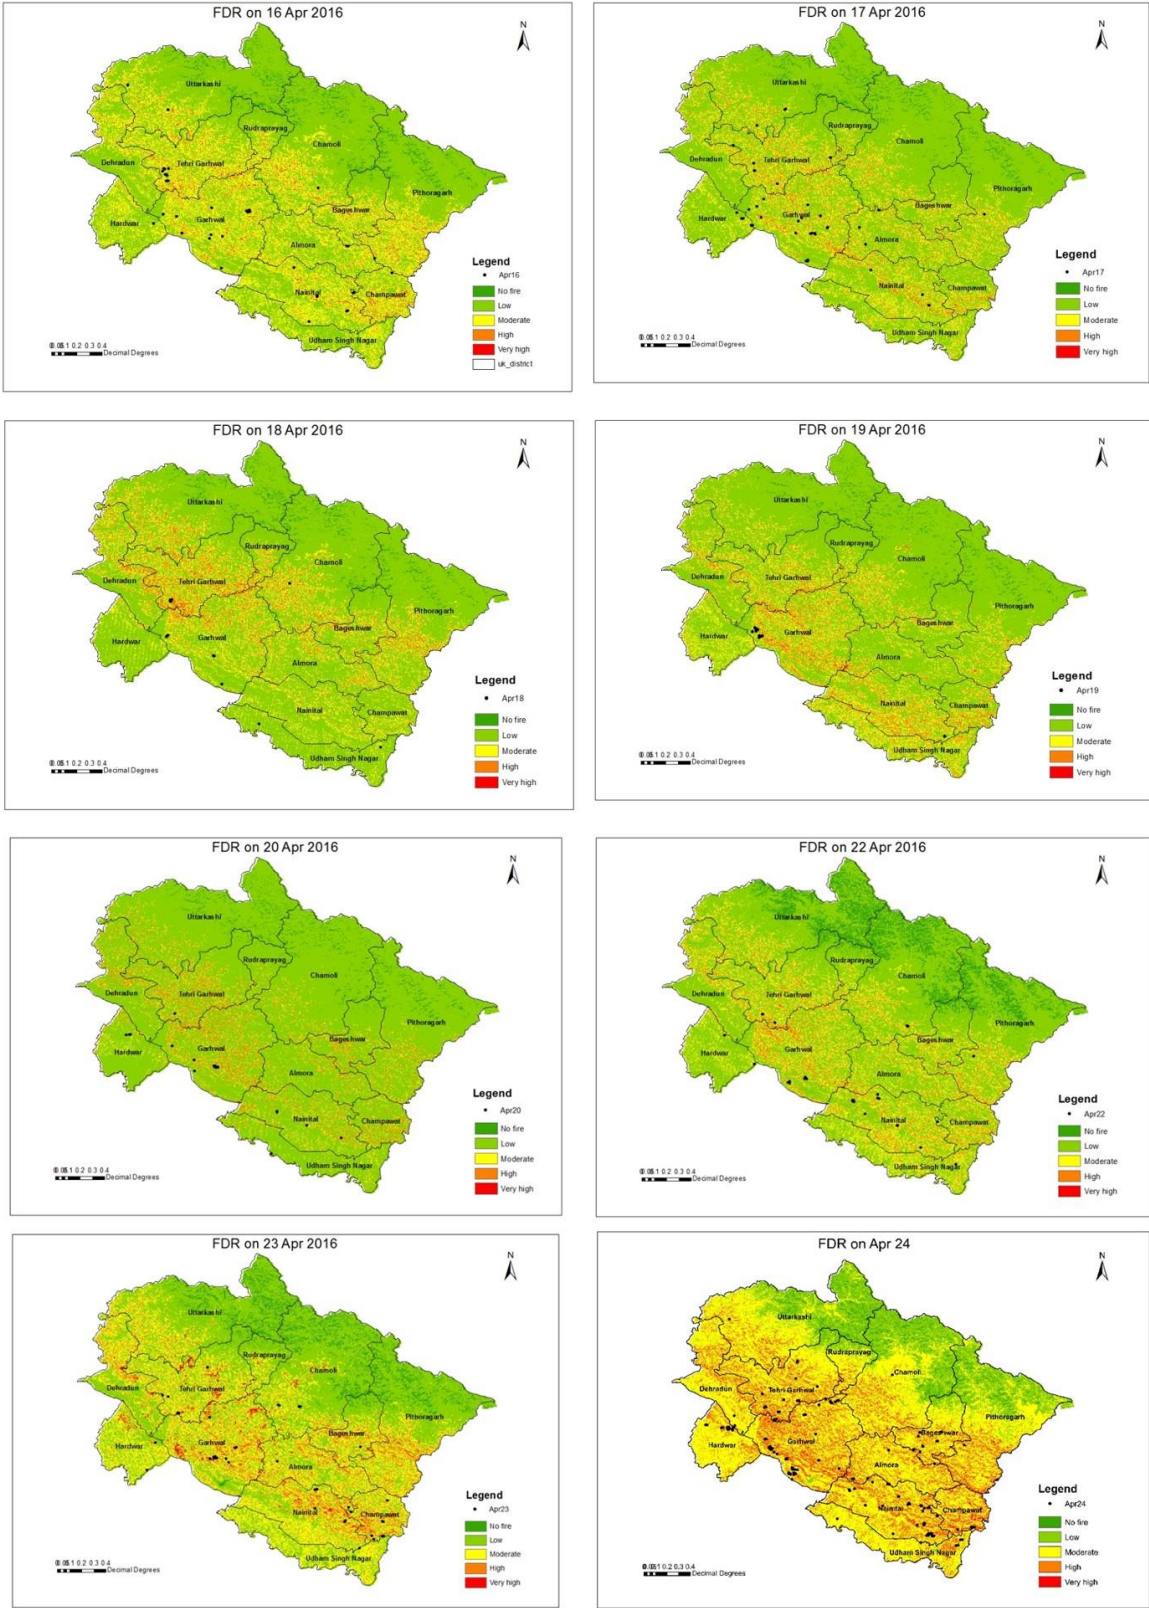 FDR on 16 Apr 2016
N
Uttarkashi
Rudraprayag
Chamoli
Dehradun
Tehri Garhwal
Pithoragarh
Hardwar
Garhwal
Bageshwar
Almora
Nainital
Champawat
Udham Singh Nagar
Legend
Apr16
No fire
Low
Moderate
High
Very high
uk_district
Decimal Degrees
FDR on 17 Apr 2016
N
Uttarkashi
Rudraprayag
Chamoli
Dehradun
Tehri Garhwal
Pithoragarh
Hardwar
Garhwal
Bageshwar
Almora
Nainital
Champawat
Udham Singh Nagar
Legend
Apr17
No fire
Low
Moderate
High
Very high
Decimal Degrees
FDR on 18 Apr 2016
N
Uttarkashi
Rudraprayag
Chamoli
Dehradun
Tehri Garhwal
Pithoragarh
Hardwar
Garhwal
Bageshwar
Almora
Nainital
Champawat
Udham Singh Nagar
Legend
Apr18
No fire
Low
Moderate
High
Very high
Decimal Degrees
FDR on 19 Apr 2016
N
Uttarkashi
Rudraprayag
Chamoli
Dehradun
Tehri Garhwal
Pithoragarh
Hardwar
Garhwal
Bageshwar
Almora
Nainital
Champawat
Udham Singh Nagar
Legend
Apr19
No fire
Low
Moderate
High
Very high
Decimal Degrees
FDR on 20 Apr 2016
N
Uttarkashi
Rudraprayag
Chamoli
Dehradun
Tehri Garhwal
Pithoragarh
Hardwar
Garhwal
Bageshwar
Almora
Nainital
Champawat
Udham Singh Nagar
Legend
Apr20
No fire
Low
Moderate
High
Very high
Decimal Degrees
FDR on 22 Apr 2016
N
Uttarkashi
Rudraprayag
Chamoli
Dehradun
Tehri Garhwal
Pithoragarh
Hardwar
Garhwal
Bageshwar
Almora
Nainital
Champawat
Udham Singh Nagar
Legend
Apr22
No fire
Low
Moderate
High
Very high
Decimal Degrees
FDR on 23 Apr 2016
N
Uttarkashi
Rudraprayag
Chamoli
Dehradun
Tehri Garhwal
Pithoragarh
Hardwar
Garhwal
Bageshwar
Almora
Nainital
Champawat
Udham Singh Nagar
Legend
Apr23
No fire
Low
Moderate
High
Very high
Decimal Degrees
FDR on Apr 24
N
Uttarkashi
Rudraprayag
Chamoli
Dehradun
Tehri Garhwal
Pithoragarh
Hardwar
Garhwal
Bageshwar
Almora
Nainital
Champawat
Udham Singh Nagar
Legend
Apr24
No fire
Low
Moderate
High
Very high
Decimal Degrees